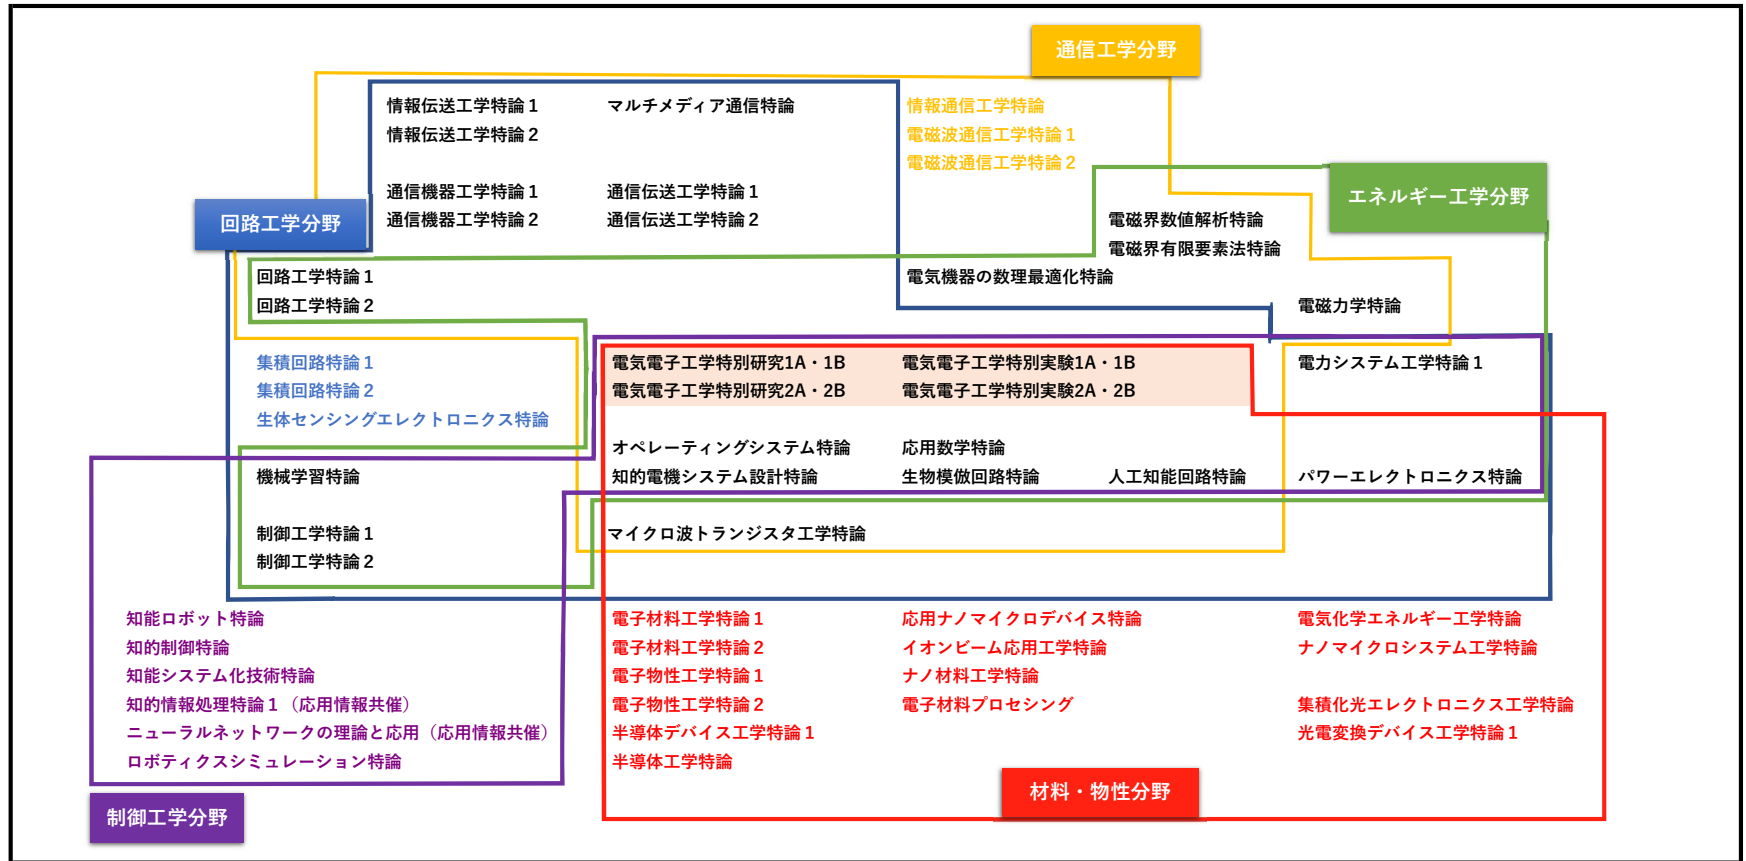 通信工学分野
情報伝送工学特論1 マルチメディア通信特論 情報通信工学特論
情報伝送工学特論2 電磁波通信工学特論1
電磁波通信工学特論2
エネルギー工学分野
通信機器工学特論1 通信伝送工学特論1
回路工学分野
通信機器工学特論2 通信伝送工学特論2 電磁界数値解析特論
電磁界有限要素法特論
回路工学特論1 電気機器の数理最適化特論
回路工学特論2 電磁力学特論
集積回路特論1 電気電子工学特別研究1A・1B 電気電子工学特別実験1A・1B 電力システム工学特論1
集積回路特論2 電気電子工学特別研究2A・2B 電気電子工学特別実験2A・2B
生体センシングエレクトロニクス特論
オペレーティングシステム特論 応用数学特論
機械学習特論 知的電機システム設計特論 生物模倣回路特論 人工知能回路特論 パワーエレクトロニクス特論
制御工学特論1 マイクロ波トランジスタ工学特論
制御工学特論2
知能ロボット特論 電子材料工学特論1 応用ナノマイクロデバイス特論 電気化学エネルギー工学特論
知的制御特論 電子材料工学特論2 イオンビーム応用工学特論 ナノマイクロシステム工学特論
知能システム化技術特論 電子物性工学特論1 ナノ材料工学特論
知的情報処理特論1（応用情報共催） 電子物性工学特論2 電子材料プロセシング 集積化光エレクトロニクス工学特論
ニューラルネットワークの理論と応用（応用情報共催） 半導体デバイス工学特論1 光電変換デバイス工学特論1
ロボティクスシミュレーション特論 半導体工学特論
材料・物性分野
制御工学分野